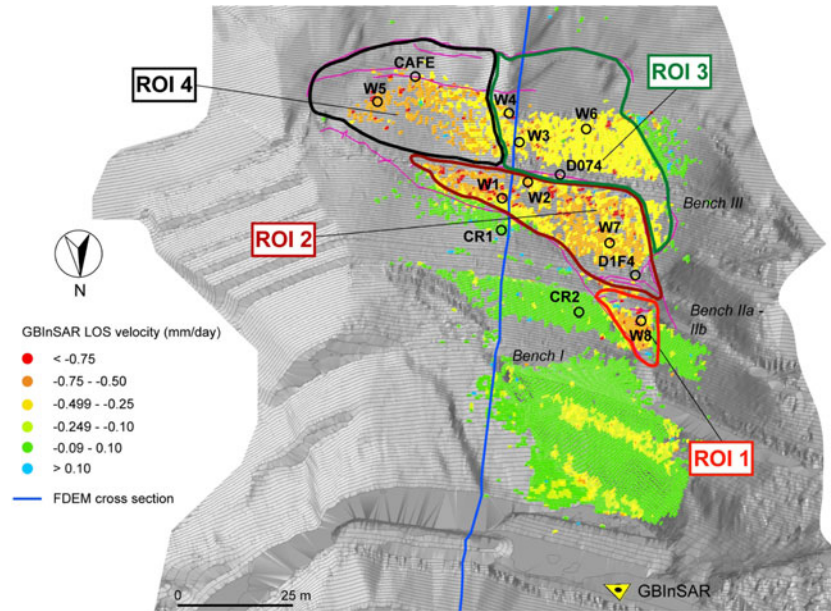 ROI 4
CAFE
W5
W4
W3
W6
ROI 3
D074
W1
W2
Bench III
ROI 2
CR1
W7
D1F4
N
CR2
Bench IIa -
IIb
W8
Bench I
GBInSAR LOS velocity (mm/day)
< -0.75
-0.75 - -0.50
-0.499 - -0.25
-0.249 - -0.10
-0.09 - 0.10
> 0.10
FDEM cross section
ROI 1
GBInSAR
0 25 m